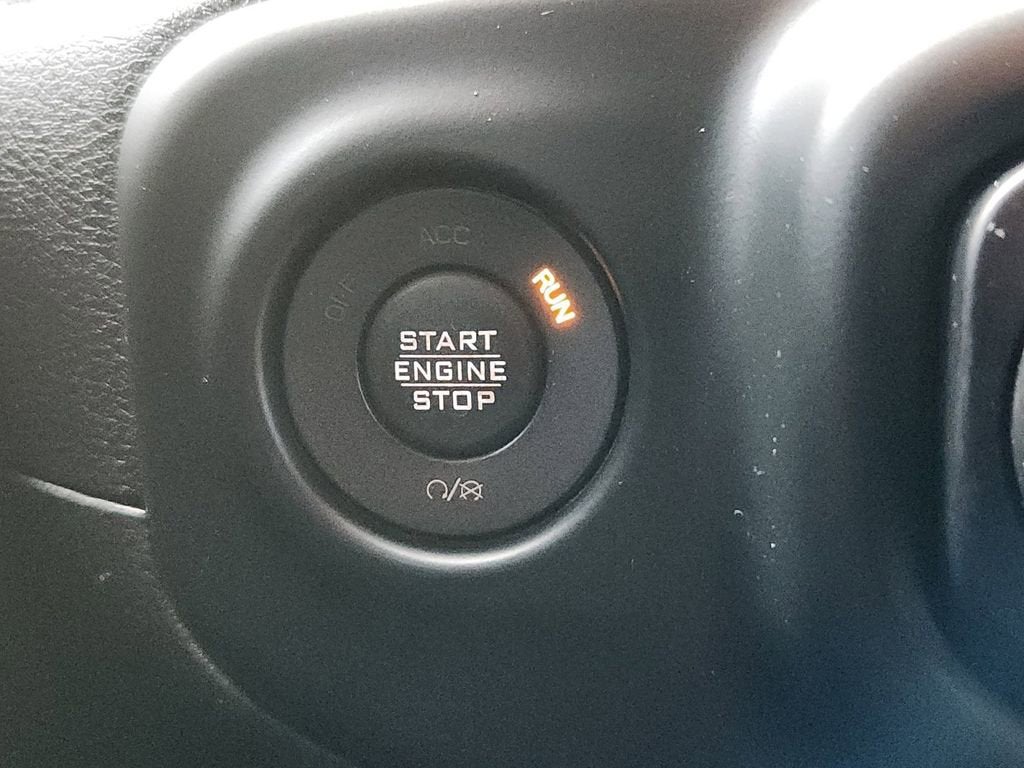 ACC
OFF
RUN
START
ENGINE
STOP